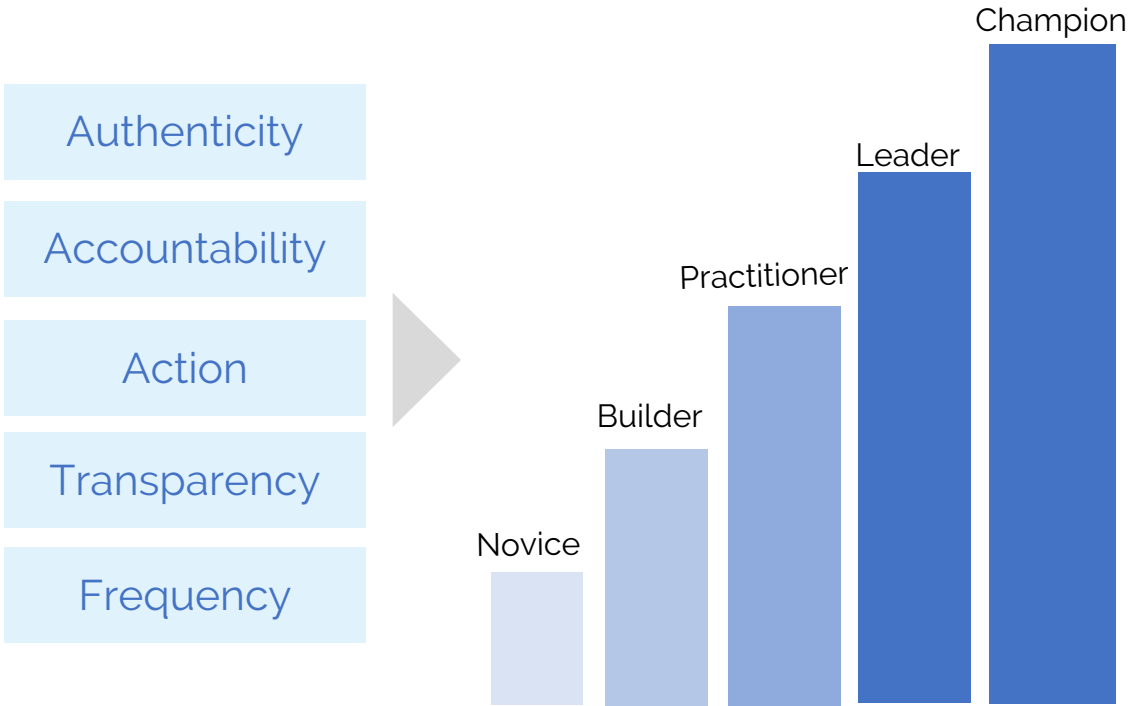 Authenticity
Accountability
Action
Transparency
Frequency
Novice
Builder
Practitioner
Leader
Champion